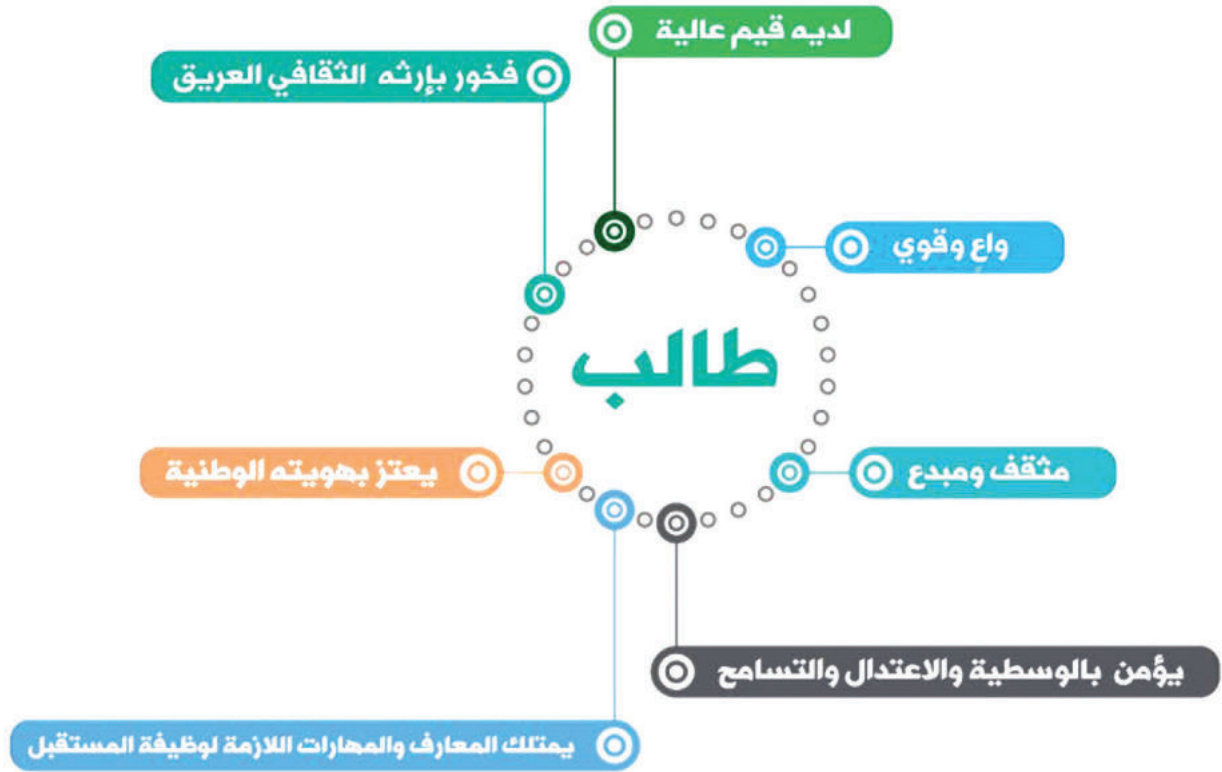 لديه قيم عالية
فخور بإرثه الثقافي العريق
واع وقوي
طالب
يعتز بهويته الوطنية
مثقف ومبدع
يؤمن بالوسطية والاعتدال والتسامح
يمتلك المعارف والمهارات اللازمة لوظيفة المستقبل